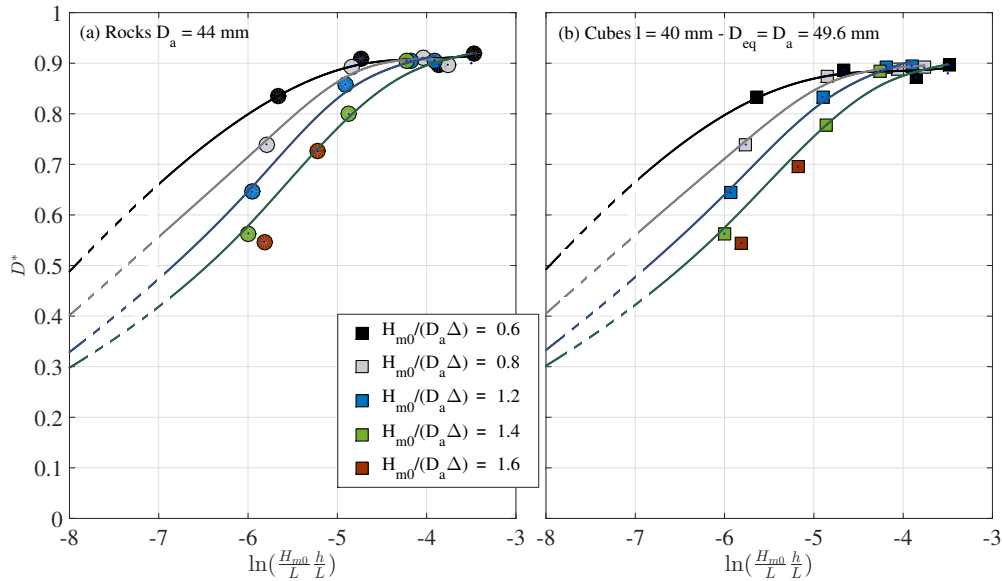 (a) Rocks D_a = 44 mm
(b) Cubes l = 40 mm - D_eq = D_a = 49.6 mm
1
0.9
0.8
0.7
0.6
0.5
0.4
0.3
0.2
0.1
0
D*
H_m0/(D_a Δ) = 0.6
H_m0/(D_a Δ) = 0.8
H_m0/(D_a Δ) = 1.2
H_m0/(D_a Δ) = 1.4
H_m0/(D_a Δ) = 1.6
-8 -7 -6 -5 -4 -3
-8 -7 -6 -5 -4 -3
ln(H_m0/L h/L)
ln(H_m0/L h/L)